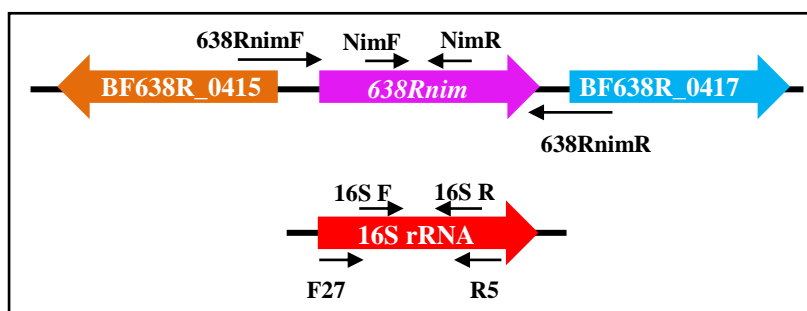 638RnimF NimF NimR
BF638R_0415 638Rnim BF638R_0417
638RnimR
16S F 16S R
16S rRNA
F27 R5